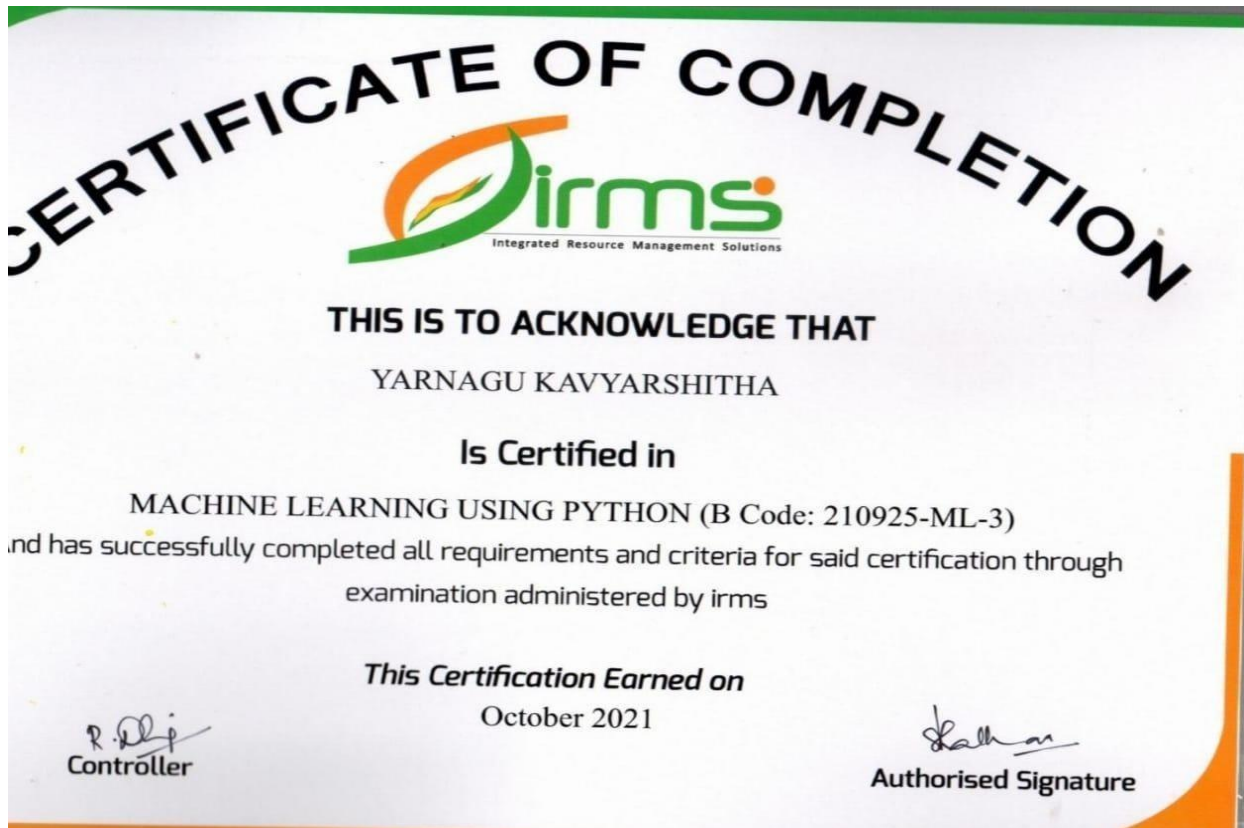 CERTIFICATE OF COMPLETION
irms
Integrated Resource Management Solutions
THIS IS TO ACKNOWLEDGE THAT
YARNAGU KAVYARSHITHA
Is Certified in
MACHINE LEARNING USING PYTHON (B Code: 210925-ML-3)
nd has successfully completed all requirements and criteria for said certification through
examination administered by irms
This Certification Earned on
October 2021
Controller
Authorised Signature